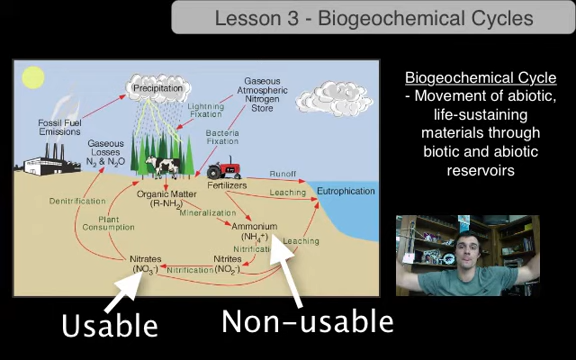 Lesson 3 - Biogeochemical Cycles
Precipitation
Gaseous
Atmospheric
Nitrogen
Store
Lightning
Fixation
Fossil Fuel
Emissions
Gaseous
Losses
N₂ & N₂O
Bacteria
Fixation
Fertilizers
Runoff
Leaching
Eutrophication
Organic Matter
(R-NH₂)
Mineralization
Denitrification
Plant
Consumption
Ammonium
(NH₄⁺)
Nitrification
Leaching
Nitrates
(NO₃⁻)
Nitrification
Nitrites
(NO₂⁻)
Usable
Non-usable
Biogeochemical Cycle
- Movement of abiotic,
life-sustaining
materials through
biotic and abiotic
reservoirs